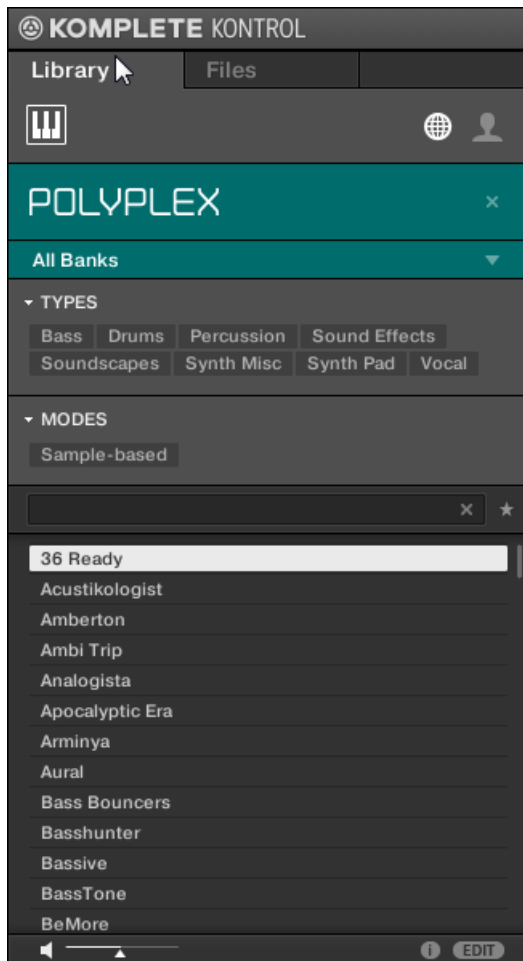 KOMPLETE KONTROL
Library Files
POLYPLEX
All Banks
TYPES
Bass Drums Percussion Sound Effects
Soundscapes Synth Misc Synth Pad Vocal
MODES
Sample-based
36 Ready
Acustikologist
Amberton
Ambi Trip
Analogista
Apocalyptic Era
Arminya
Aural
Bass Bouncers
Basshunter
Bassive
BassTone
BeMore
i EDIT